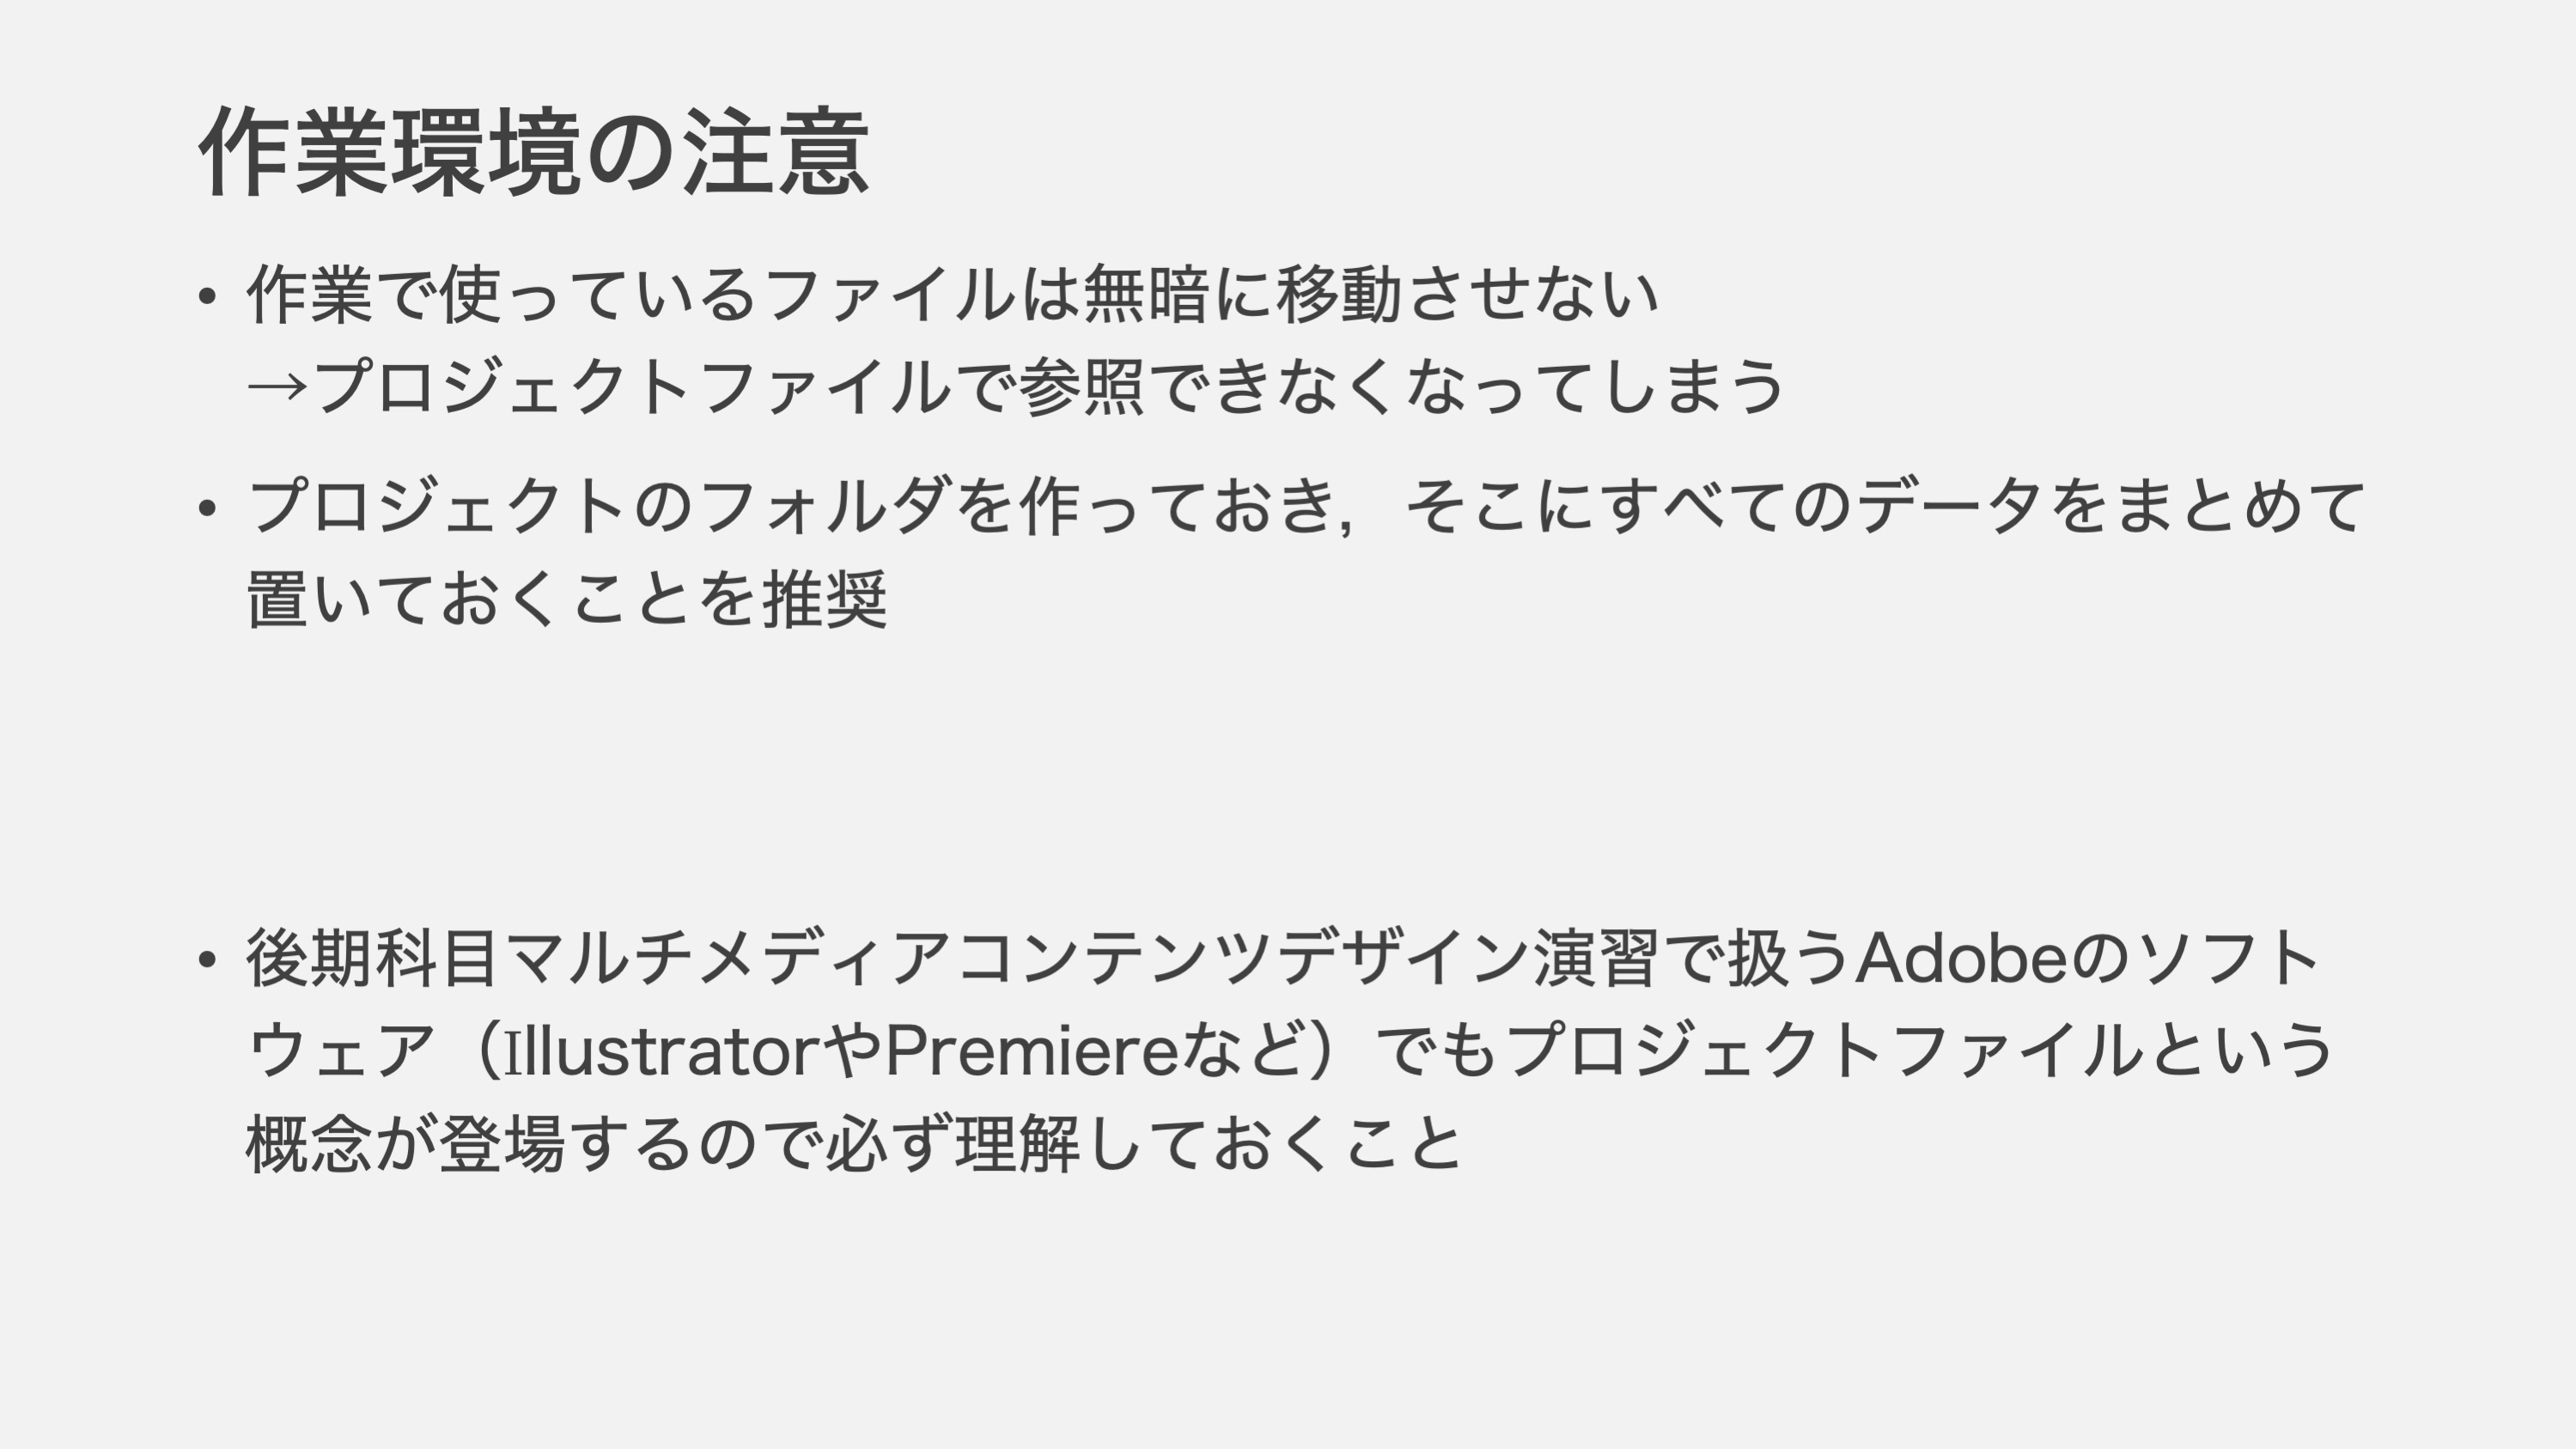 作業環境の注意
• 作業で使っているファイルは無暗に移動させない
→プロジェクトファイルで参照できなくなってしまう
• プロジェクトのフォルダを作っておき，そこにすべてのデータをまとめて
置いておくことを推奨
• 後期科目マルチメディアコンテンツデザイン演習で扱うAdobeのソフト
ウェア（IllustratorやPremiereなど）でもプロジェクトファイルという
概念が登場するので必ず理解しておくこと